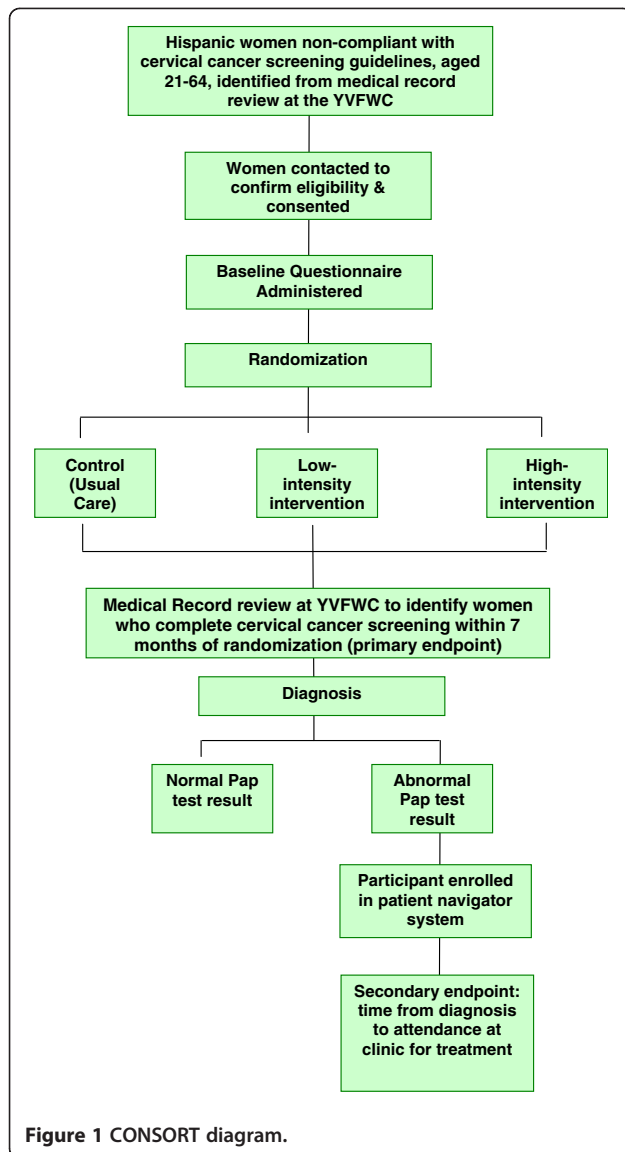 Hispanic women non-compliant with
cervical cancer screening guidelines, aged
21-64, identified from medical record
review at the YVFWC
Women contacted to
confirm eligibility &
consented
Baseline Questionnaire
Administered
Randomization
Control
(Usual
Care)
Low-
intensity
intervention
High-
intensity
intervention
Medical Record review at YVFWC to identify women
who complete cervical cancer screening within 7
months of randomization (primary endpoint)
Diagnosis
Normal Pap
test result
Abnormal
Pap test
result
Participant enrolled
in patient navigator
system
Secondary endpoint:
time from diagnosis
to attendance at
clinic for treatment
Figure 1 CONSORT diagram.